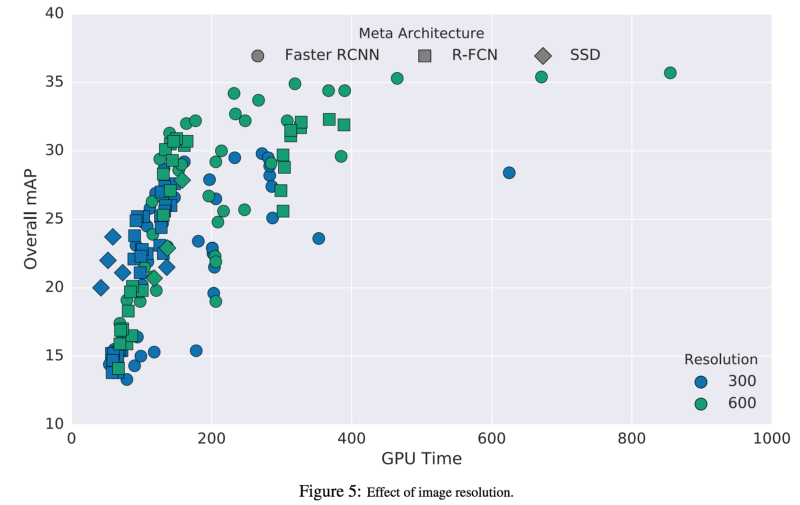 40
35
30
25
20
15
10
Overall mAP
Meta Architecture
Faster RCNN R-FCN SSD
Resolution
300
600
0 200 400 600 800 1000
GPU Time
Figure 5: Effect of image resolution.